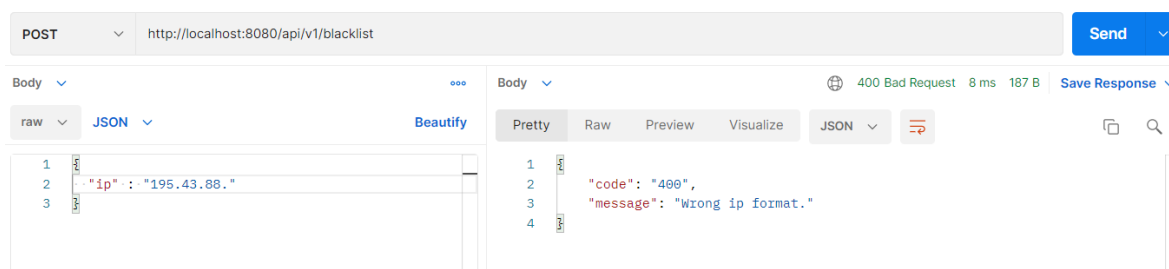 POST http://localhost:8080/api/v1/blacklist Send
Body ooo
raw JSON Beautify
1 {
2 "ip" : "195.43.88."
3 }
Body 400 Bad Request 8 ms 187 B Save Response
Pretty Raw Preview Visualize JSON
1 {
2 "code": "400",
3 "message": "Wrong ip format."
4 }